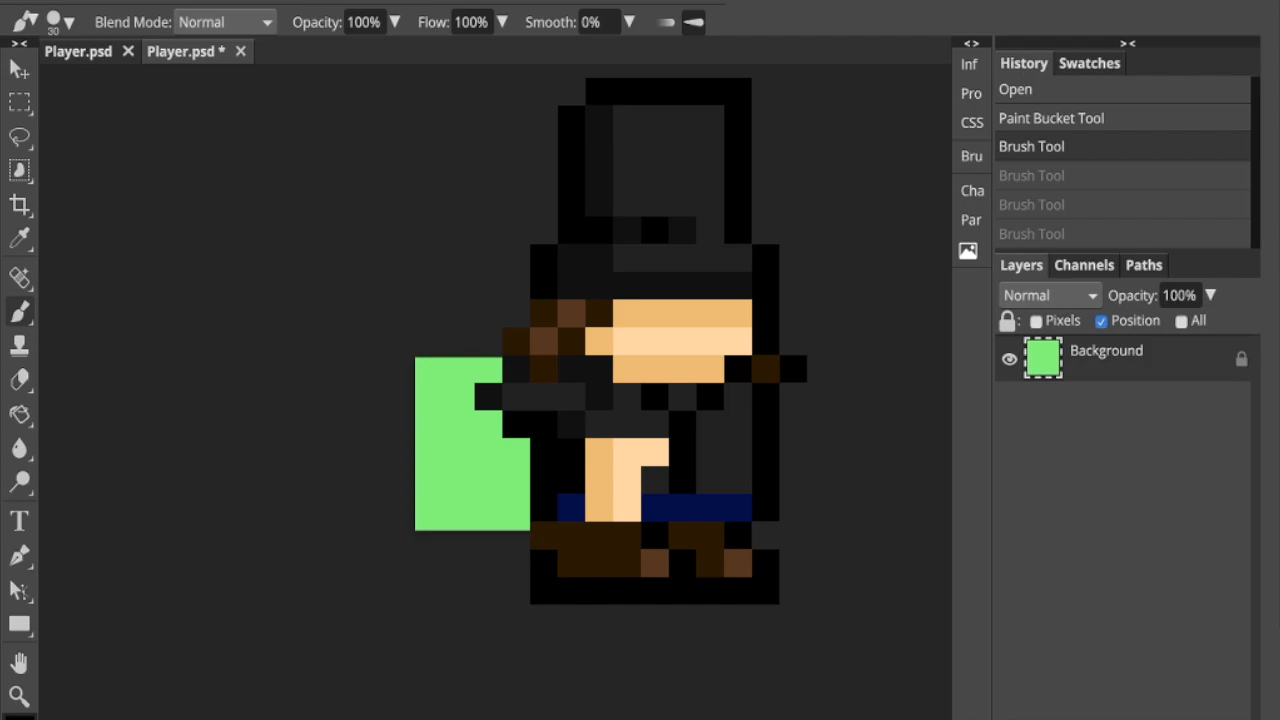 30 Blend Mode: Normal Opacity: 100% Flow: 100% Smooth: 0%
Player.psd Player.psd *
> < < > > <
Inf
Pro
CSS
Bru
Cha
Par
History Swatches
Open
Paint Bucket Tool
Brush Tool
Brush Tool
Brush Tool
Brush Tool
Layers Channels Paths
Normal Opacity: 100%
: Pixels Position All
Background
T